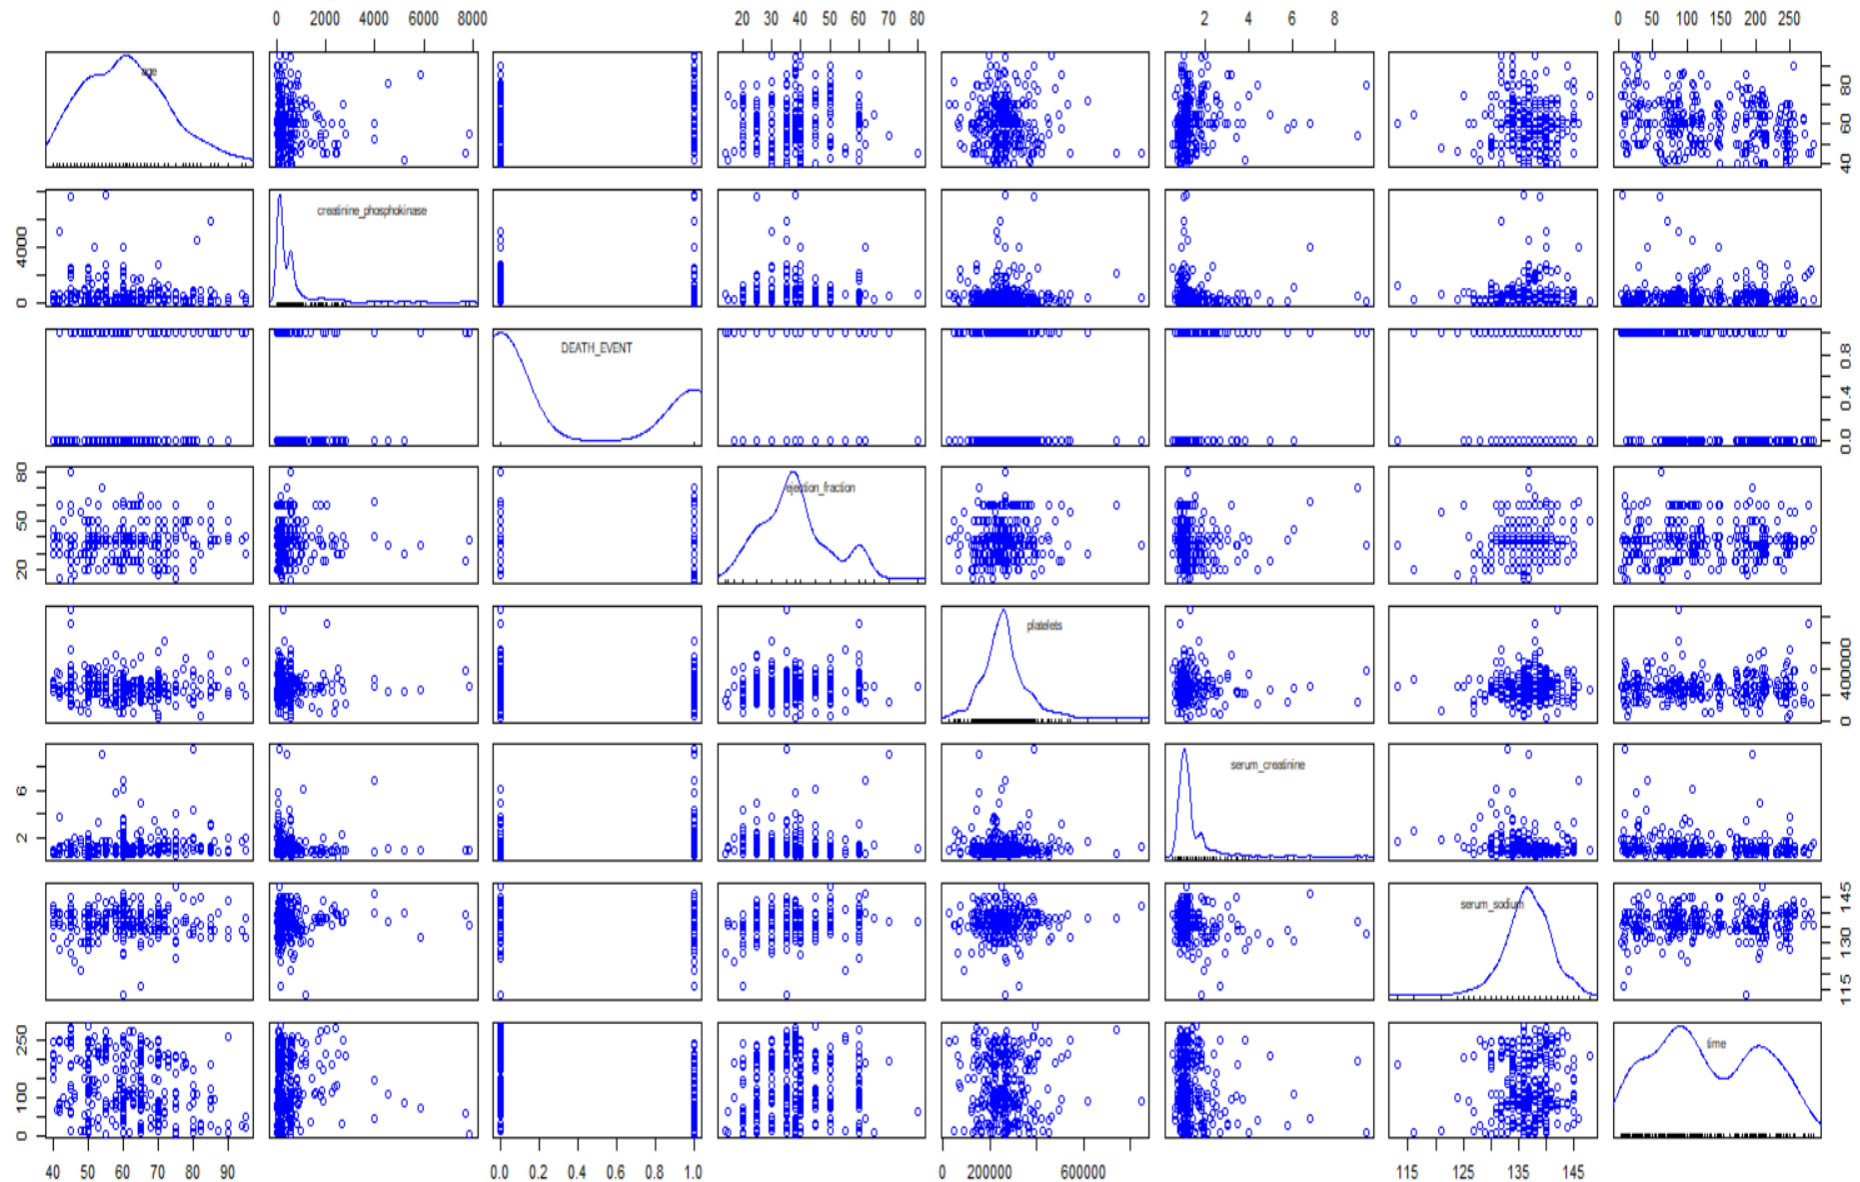 0 2000 4000 6000 8000 20 30 40 50 60 70 80 2 4 6 8 0 50 100 150 200 250
age
40 60 80
creatinine_phosphokinase
0 4000
DEATH_EVENT
0.0 0.4 0.8
ejection_fraction
20 50 80
platelets
0 400000
serum_creatinine
2 6
serum_sodium
115 130 145
time
0 100 250
40 50 60 70 80 90 0.0 0.2 0.4 0.6 0.8 1.0 0 200000 600000 115 125 135 145